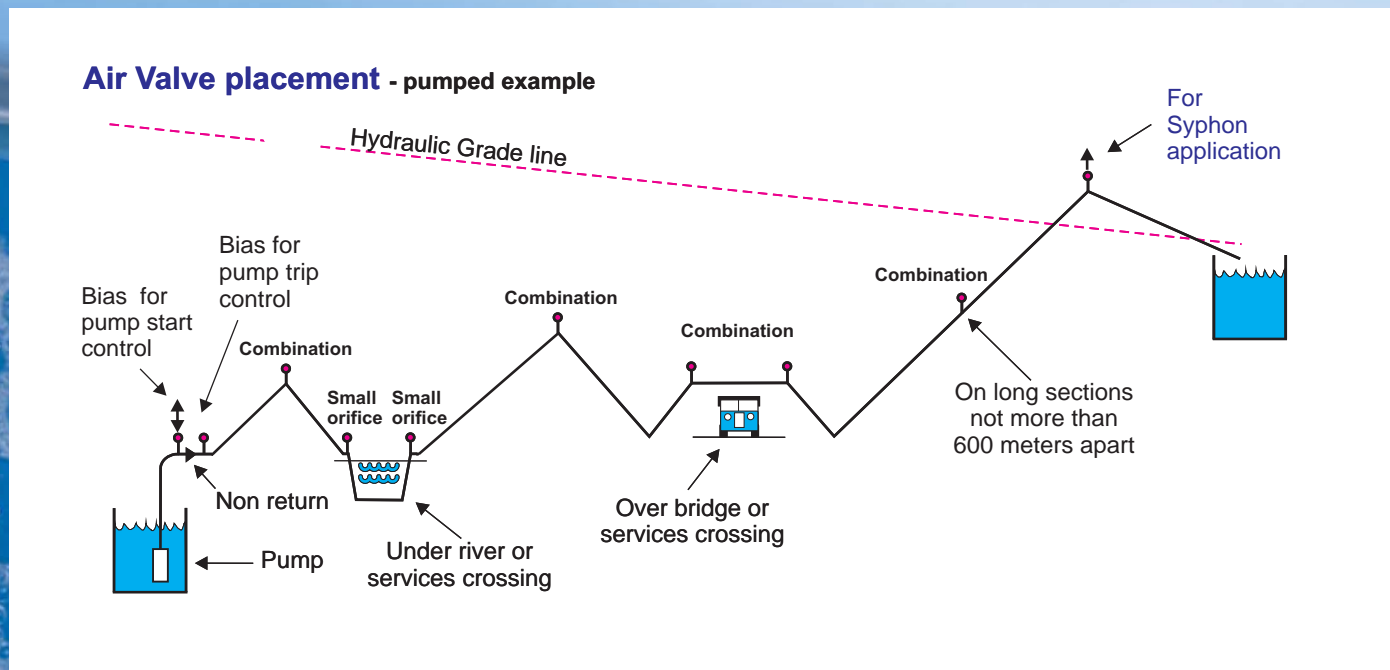 Air Valve placement - pumped example
For
Syphon
application
Hydraulic Grade line
Bias for
pump trip
control
Bias for
pump start
control
Combination
Combination
Combination
Combination
Small
orifice
Small
orifice
On long sections
not more than
600 meters apart
Non return
Over bridge or
services crossing
Under river or
services crossing
Pump